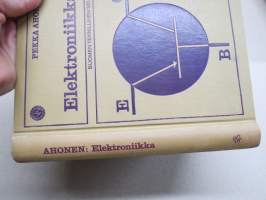 PEKKA AHONEN
Elektroniikka
E
B
AHONEN: Elektroniikka